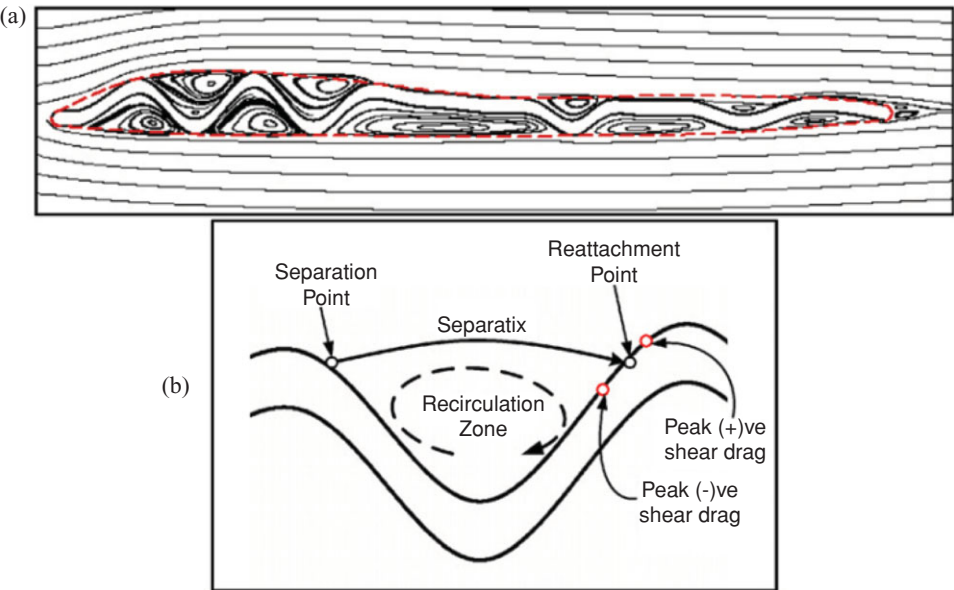 (a)
Separation
Point
Reattachment
Point
Separatix
(b)
Recirculation
Zone
Peak (+)ve
shear drag
Peak (-)ve
shear drag